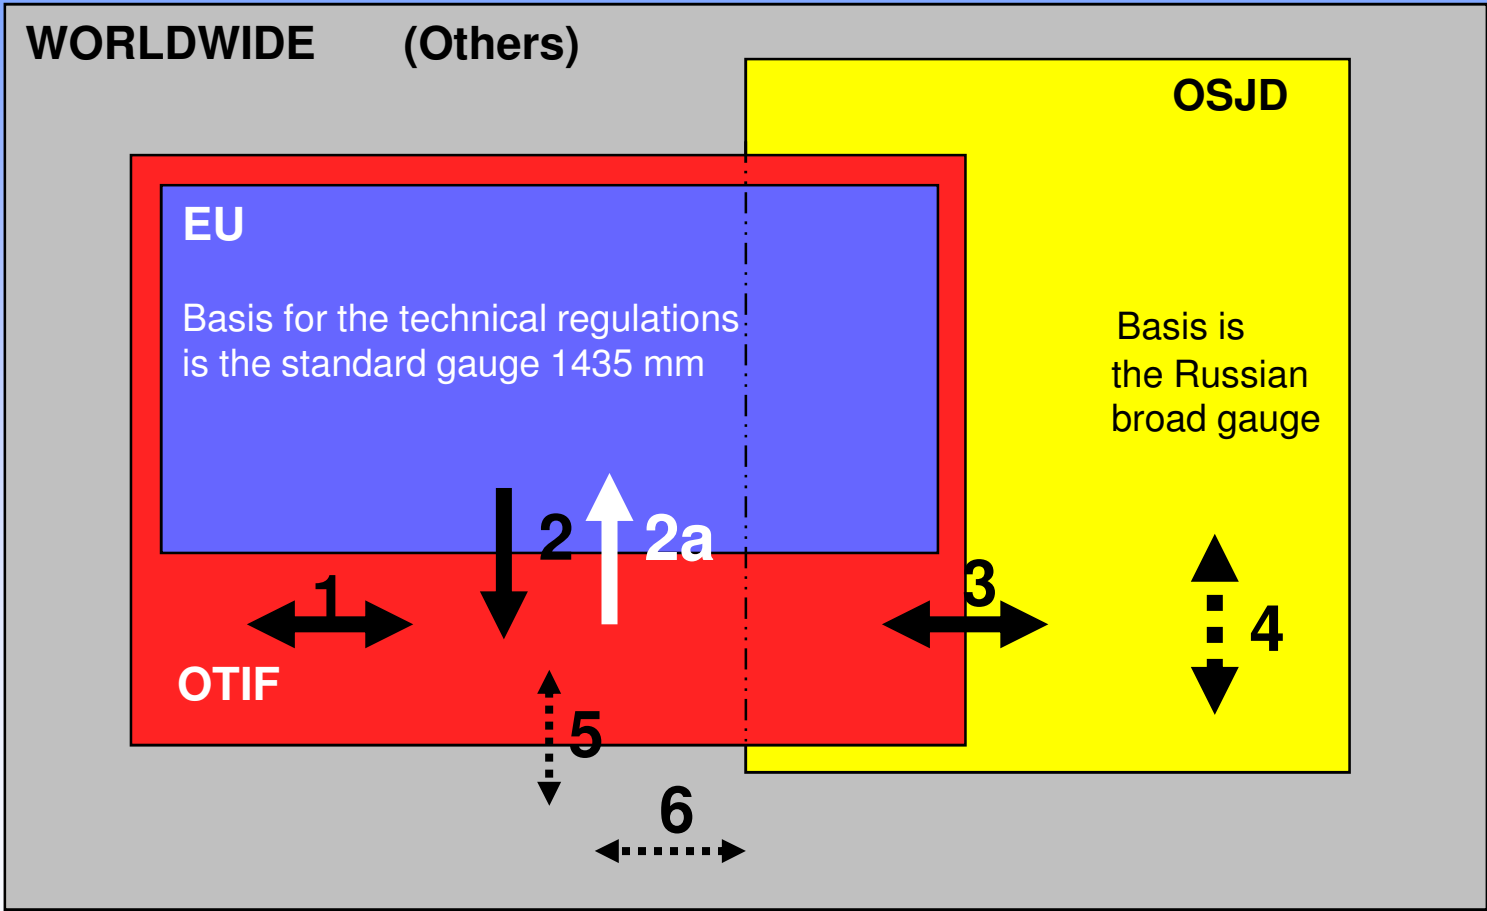 WORLDWIDE (Others)
OSJD
EU
Basis for the technical regulations
is the standard gauge 1435 mm
Basis is
the Russian
broad gauge
2
2a
1
3
4
OTIF
5
6